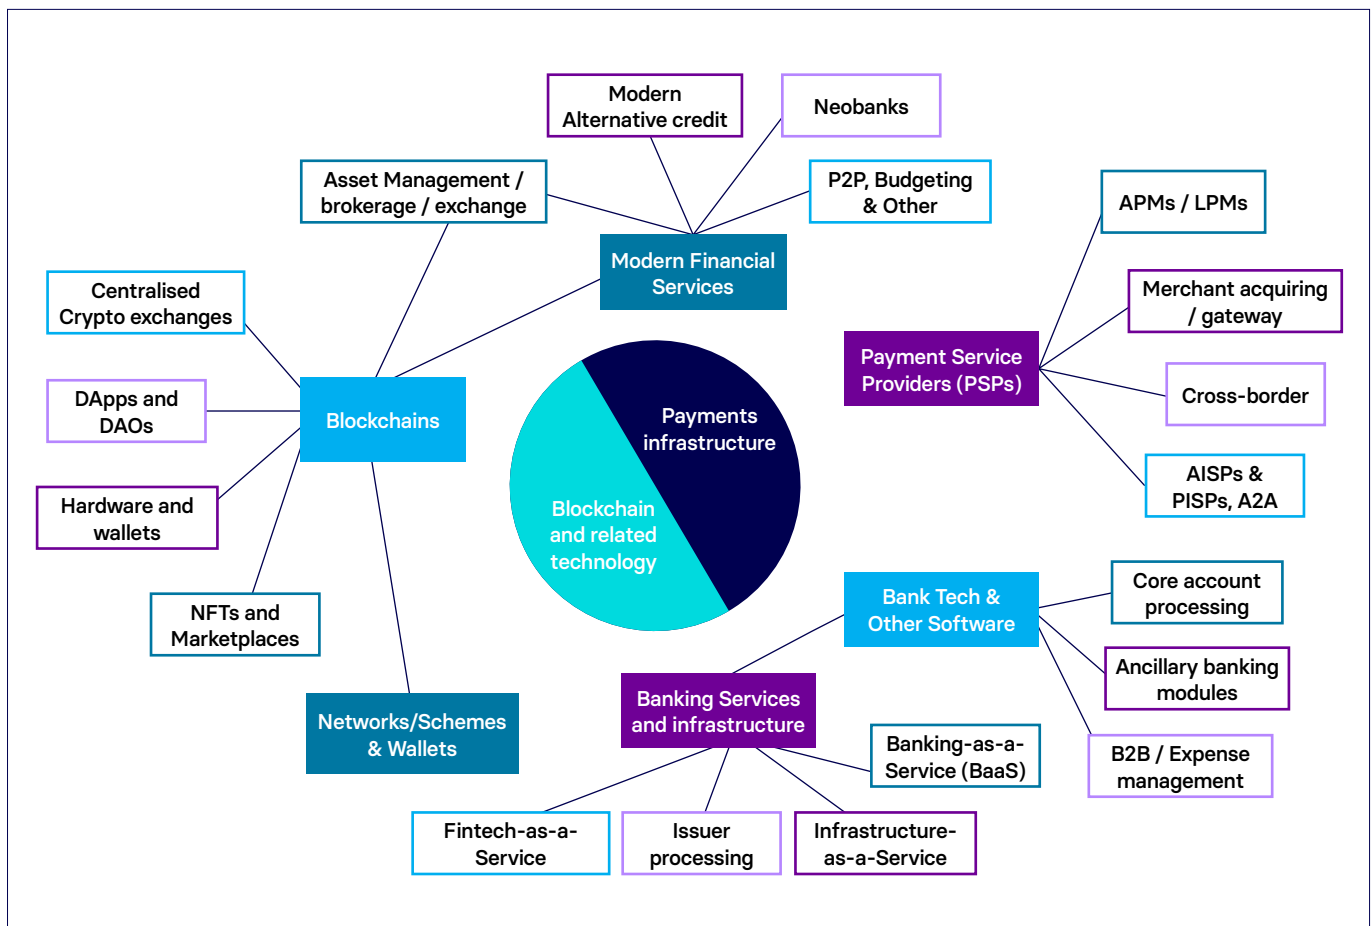 Modern
Alternative credit
Neobanks
Asset Management /
brokerage / exchange
P2P, Budgeting
& Other
APMs / LPMs
Modern Financial
Services
Centralised
Crypto exchanges
Merchant acquiring
/ gateway
Payment Service
Providers (PSPs)
DApps and
DAOs
Blockchains
Payments
infrastructure
Cross-border
Hardware and
wallets
Blockchain
and related
technology
AISPs &
PISPs, A2A
NFTs and
Marketplaces
Bank Tech &
Other Software
Core account
processing
Networks/Schemes
& Wallets
Banking Services
and infrastructure
Ancillary banking
modules
Banking-as-a-
Service (BaaS)
B2B / Expense
management
Fintech-as-a-
Service
Issuer
processing
Infrastructure-
as-a-Service